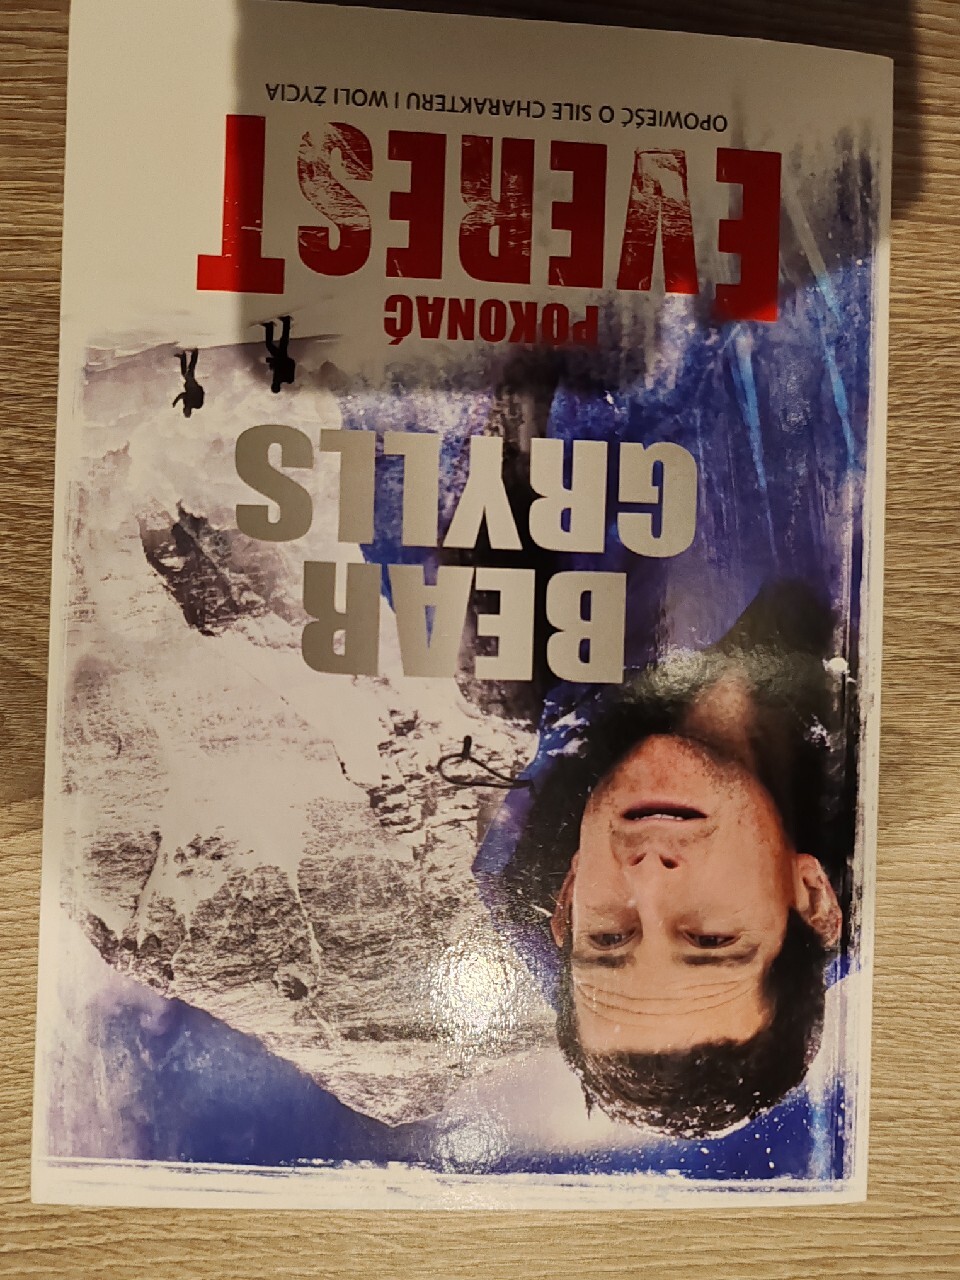 BEAR
GRYLLS
POKONAĆ
EVEREST
OPOWIEŚĆ O SILE CHARAKTERU I WOLI ŻYCIA